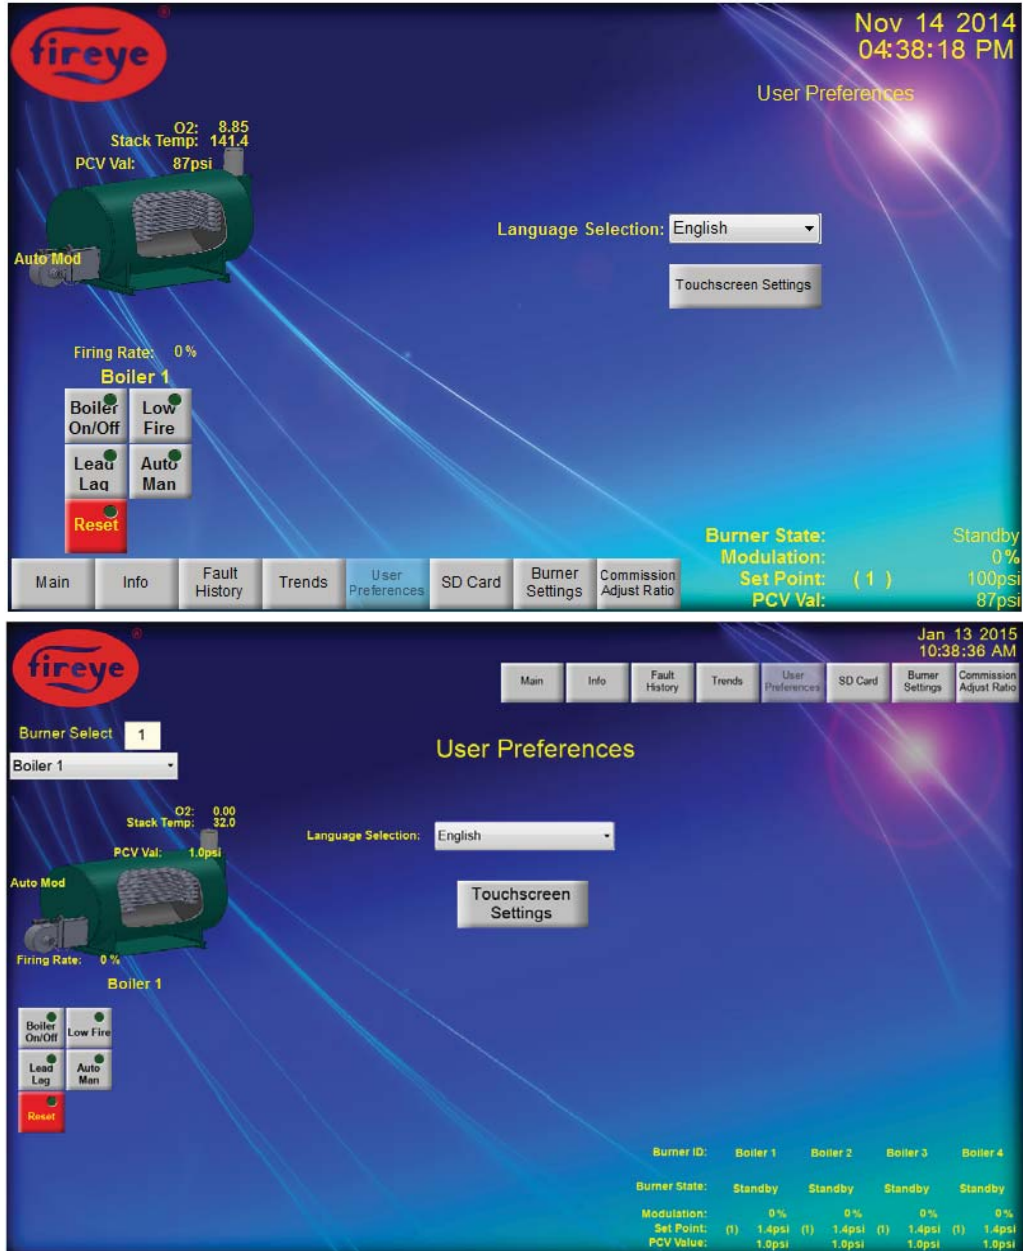 fireye
®
Nov 14 2014
04:38:18 PM
User Preferences
O2: 8.85
Stack Temp: 141.4
PCV Val: 87psi
Language Selection: English
Auto Mod
Touchscreen Settings
Firing Rate: 0 %
Boiler 1
Boiler On/Off
Low Fire
Lead Lag
Auto Man
Reset
Burner State: Standby
Modulation: 0 %
Set Point: ( 1 ) 100psi
PCV Val: 87psi
Main
Info
Fault History
Trends
User Preferences
SD Card
Burner Settings
Commission Adjust Ratio
fireye
®
Jan 13 2015
10:38:36 AM
Main
Info
Fault History
Trends
User Preferences
SD Card
Burner Settings
Commission Adjust Ratio
Burner Select 1
Boiler 1
User Preferences
O2: 0.00
Stack Temp: 32.0
Language Selection: English
PCV Val: 1.0psi
Auto Mod
Touchscreen
Settings
Firing Rate: 0 %
Boiler 1
Boiler On/Off
Low Fire
Lead Lag
Auto Man
Reset
Burner ID: Boiler 1 Boiler 2 Boiler 3 Boiler 4
Burner State: Standby Standby Standby Standby
Modulation: 0 % 0 % 0 % 0 %
Set Point: (1) 1.4psi (1) 1.4psi (1) 1.4psi (1) 1.4psi
PCV Value: 1.0psi 1.0psi 1.0psi 1.0psi